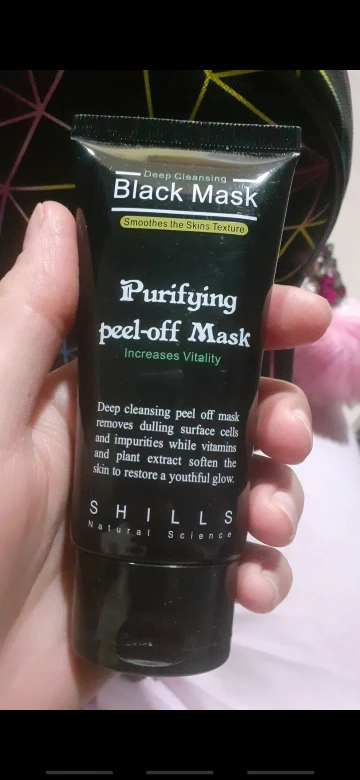 Deep Cleansing
Black Mask
Smoothes the Skins Texture
Purifying
peel-off Mask
Increases Vitality
Deep cleansing peel off mask
removes dulling surface cells
and impurities while vitamins
and plant extract soften the
skin to restore a youthful glow.
SHILLS
Natural Science